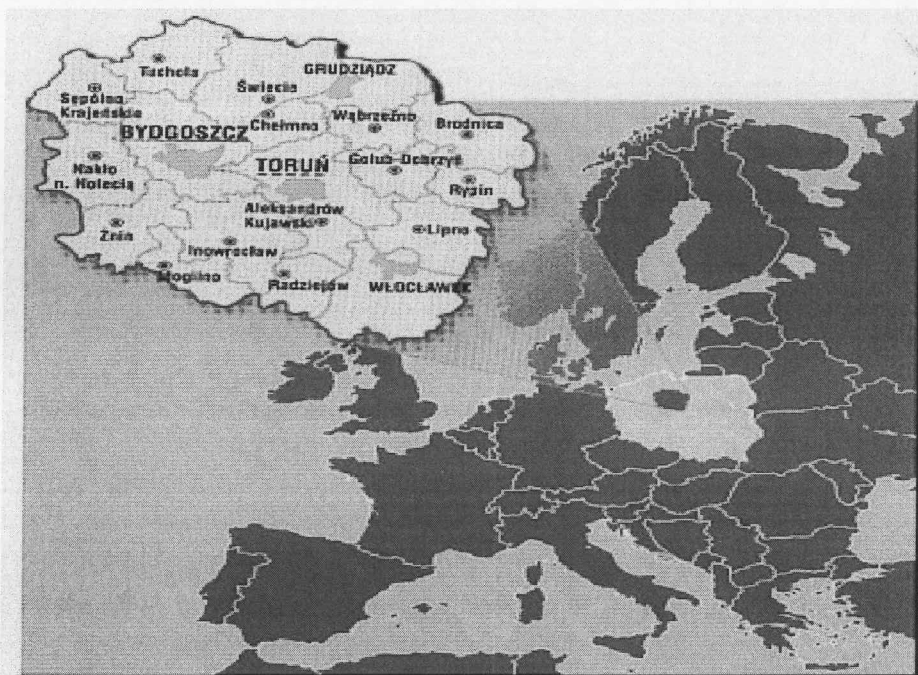 Tuchola
GRUDZIĄDZ
Sępólno
Krajeńskie
Świecie
Chełmno
Wąbrzeźno
Brodnica
BYDGOSZCZ
TORUŃ
Golub-Dobrzyń
Nakło
n. Notecią
Rypin
Aleksandrów
Kujawski
Żnin
Lipno
Inowrocław
Mogilno
Radziejów
WŁOCŁAWEK